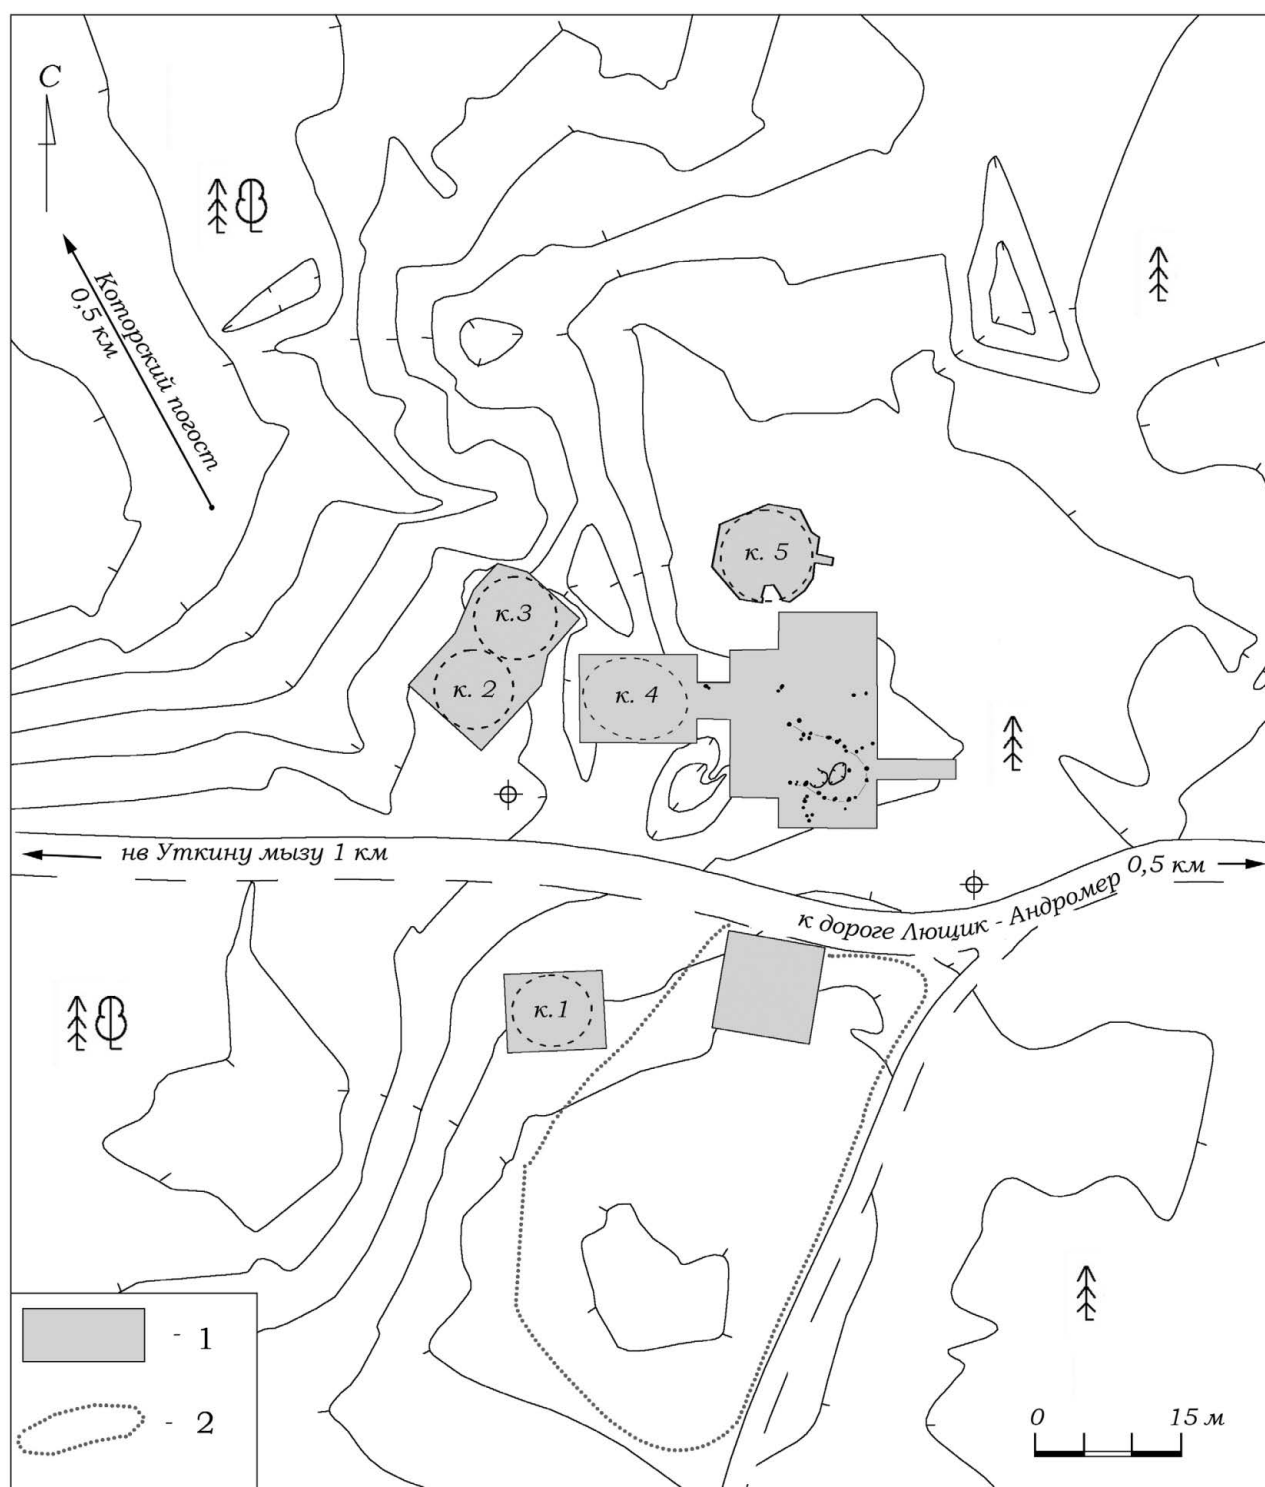 С
Которский погост
0,5 км
к. 5
к.3
к. 2
к. 4
нв Уткину мызу 1 км
0,5 км
к дороге Лющик - Андромер
к.1
- 1
- 2
0 15 м